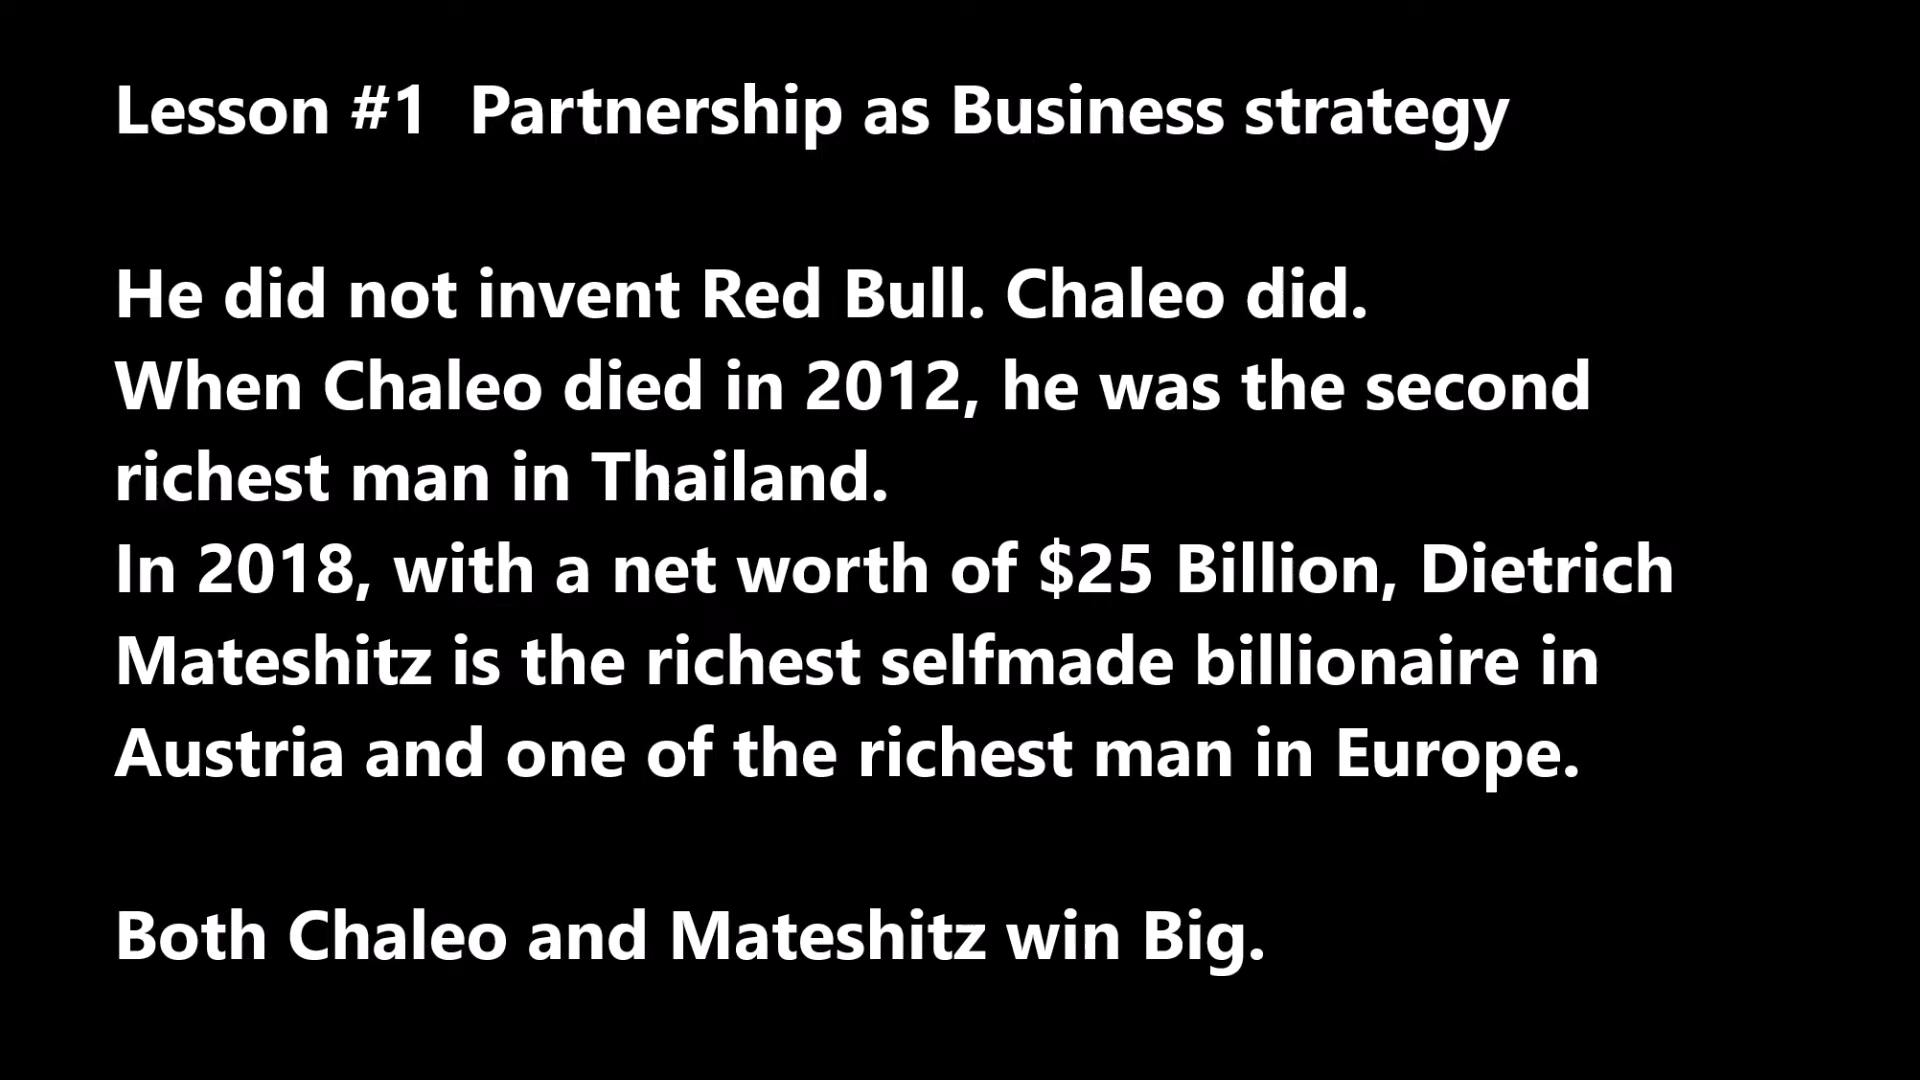 Lesson #1  Partnership as Business strategy
He did not invent Red Bull. Chaleo did.
When Chaleo died in 2012, he was the second
richest man in Thailand.
In 2018, with a net worth of $25 Billion, Dietrich
Mateshitz is the richest selfmade billionaire in
Austria and one of the richest man in Europe.
Both Chaleo and Mateshitz win Big.